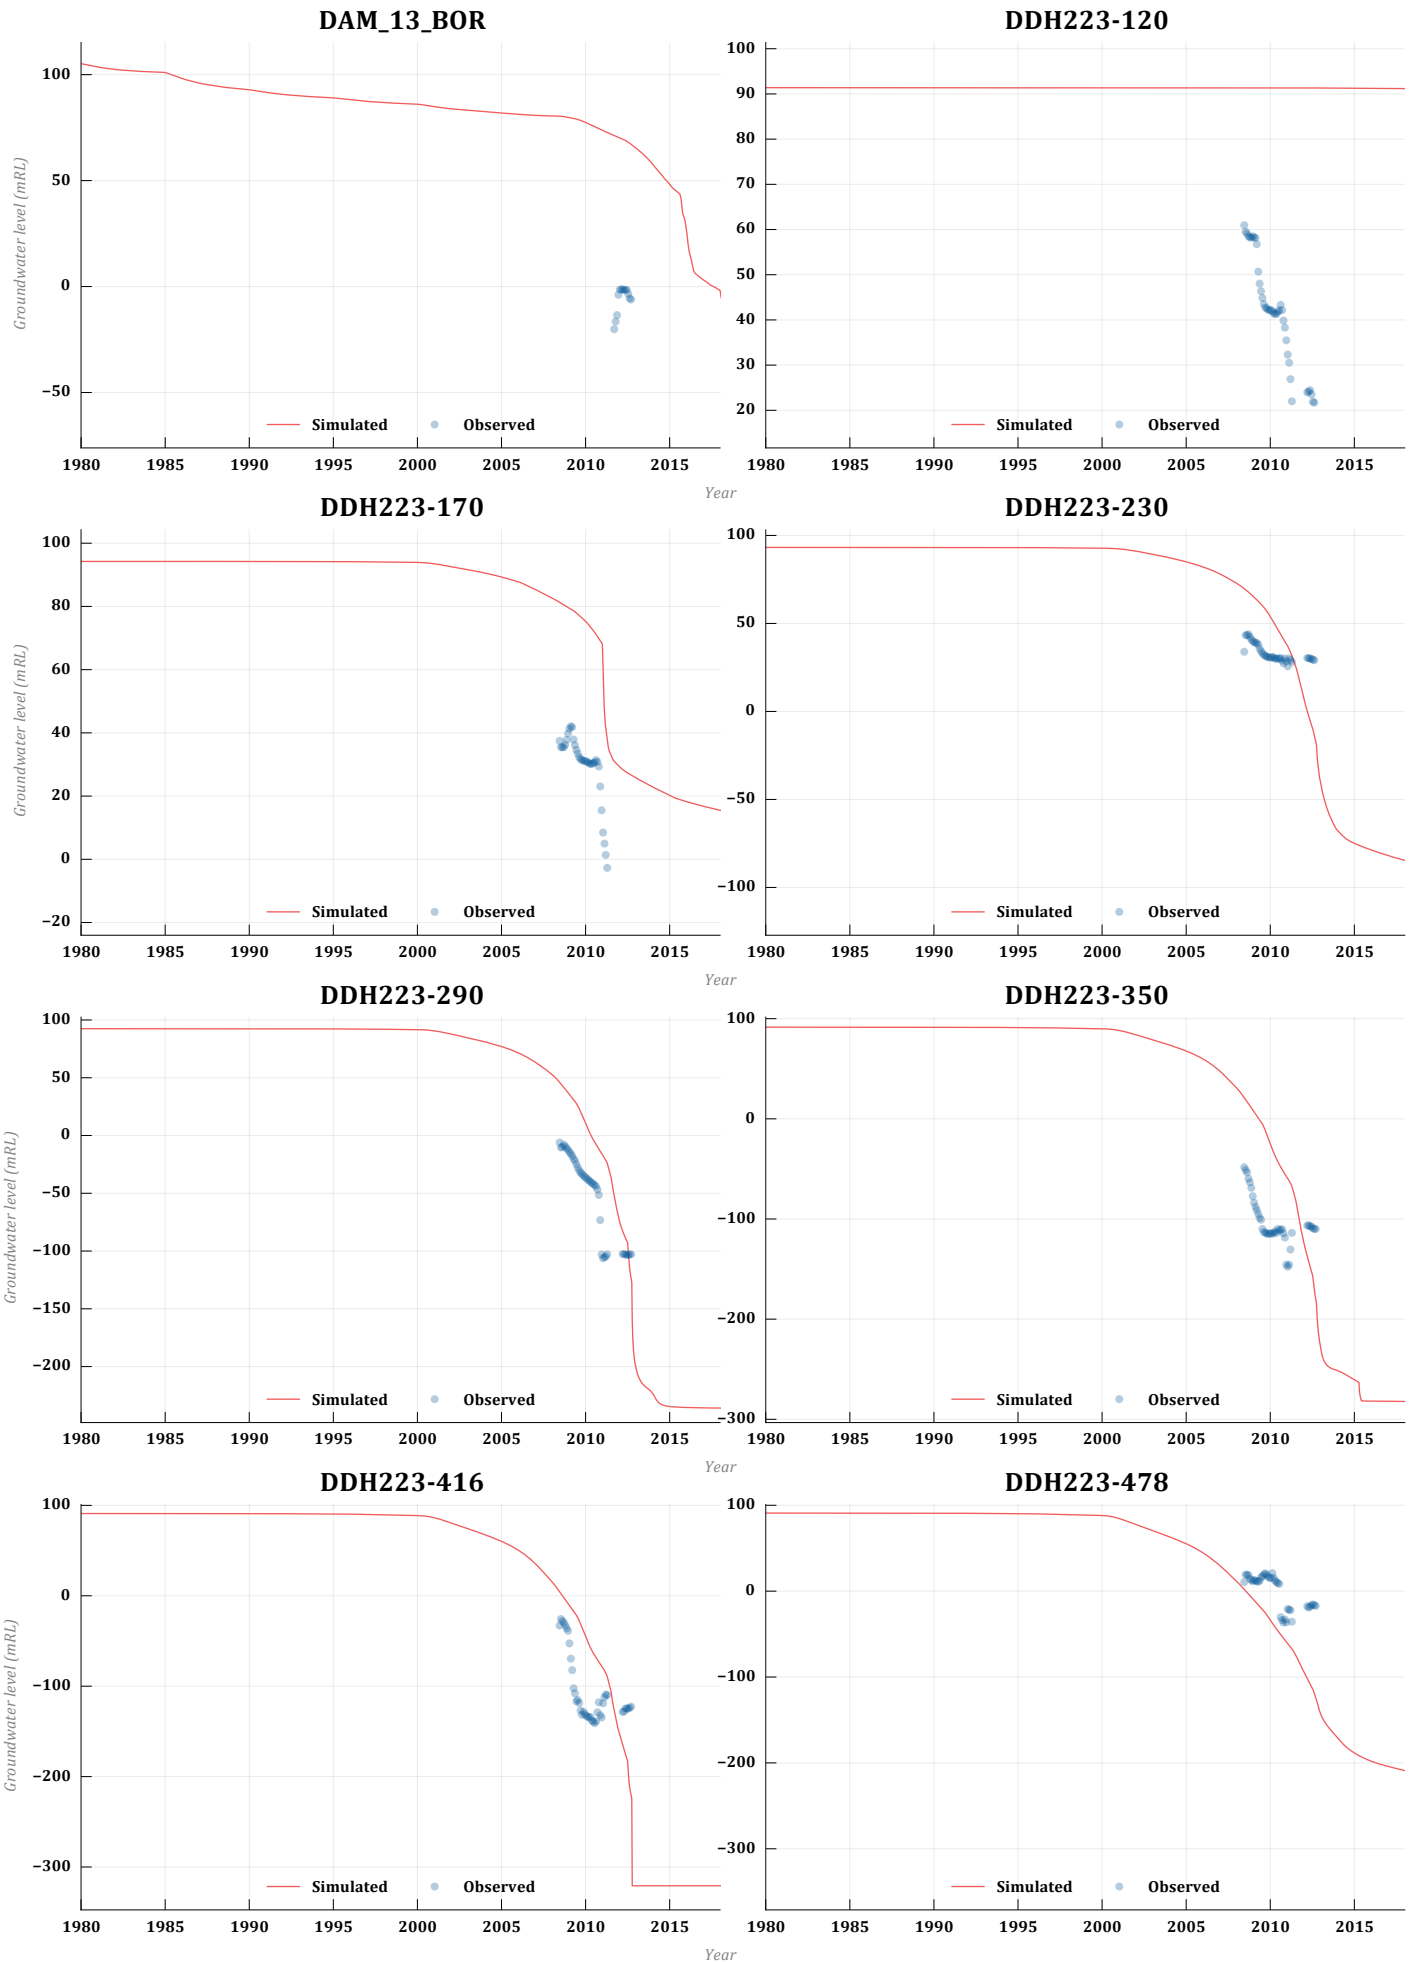 DAM_13_BOR
Groundwater level (mRL)
100
50
0
−50
Simulated
Observed
1980 1985 1990 1995 2000 2005 2010 2015
DDH223-120
100
90
80
70
60
50
40
30
20
Simulated
Observed
1980 1985 1990 1995 2000 2005 2010 2015
Year
DDH223-170
Groundwater level (mRL)
100
80
60
40
20
0
−20
Simulated
Observed
1980 1985 1990 1995 2000 2005 2010 2015
DDH223-230
100
50
0
−50
−100
Simulated
Observed
1980 1985 1990 1995 2000 2005 2010 2015
Year
DDH223-290
Groundwater level (mRL)
100
50
0
−50
−100
−150
−200
Simulated
Observed
1980 1985 1990 1995 2000 2005 2010 2015
DDH223-350
100
0
−100
−200
−300
Simulated
Observed
1980 1985 1990 1995 2000 2005 2010 2015
Year
DDH223-416
Groundwater level (mRL)
100
0
−100
−200
−300
Simulated
Observed
1980 1985 1990 1995 2000 2005 2010 2015
DDH223-478
100
0
−100
−200
−300
Simulated
Observed
1980 1985 1990 1995 2000 2005 2010 2015
Year